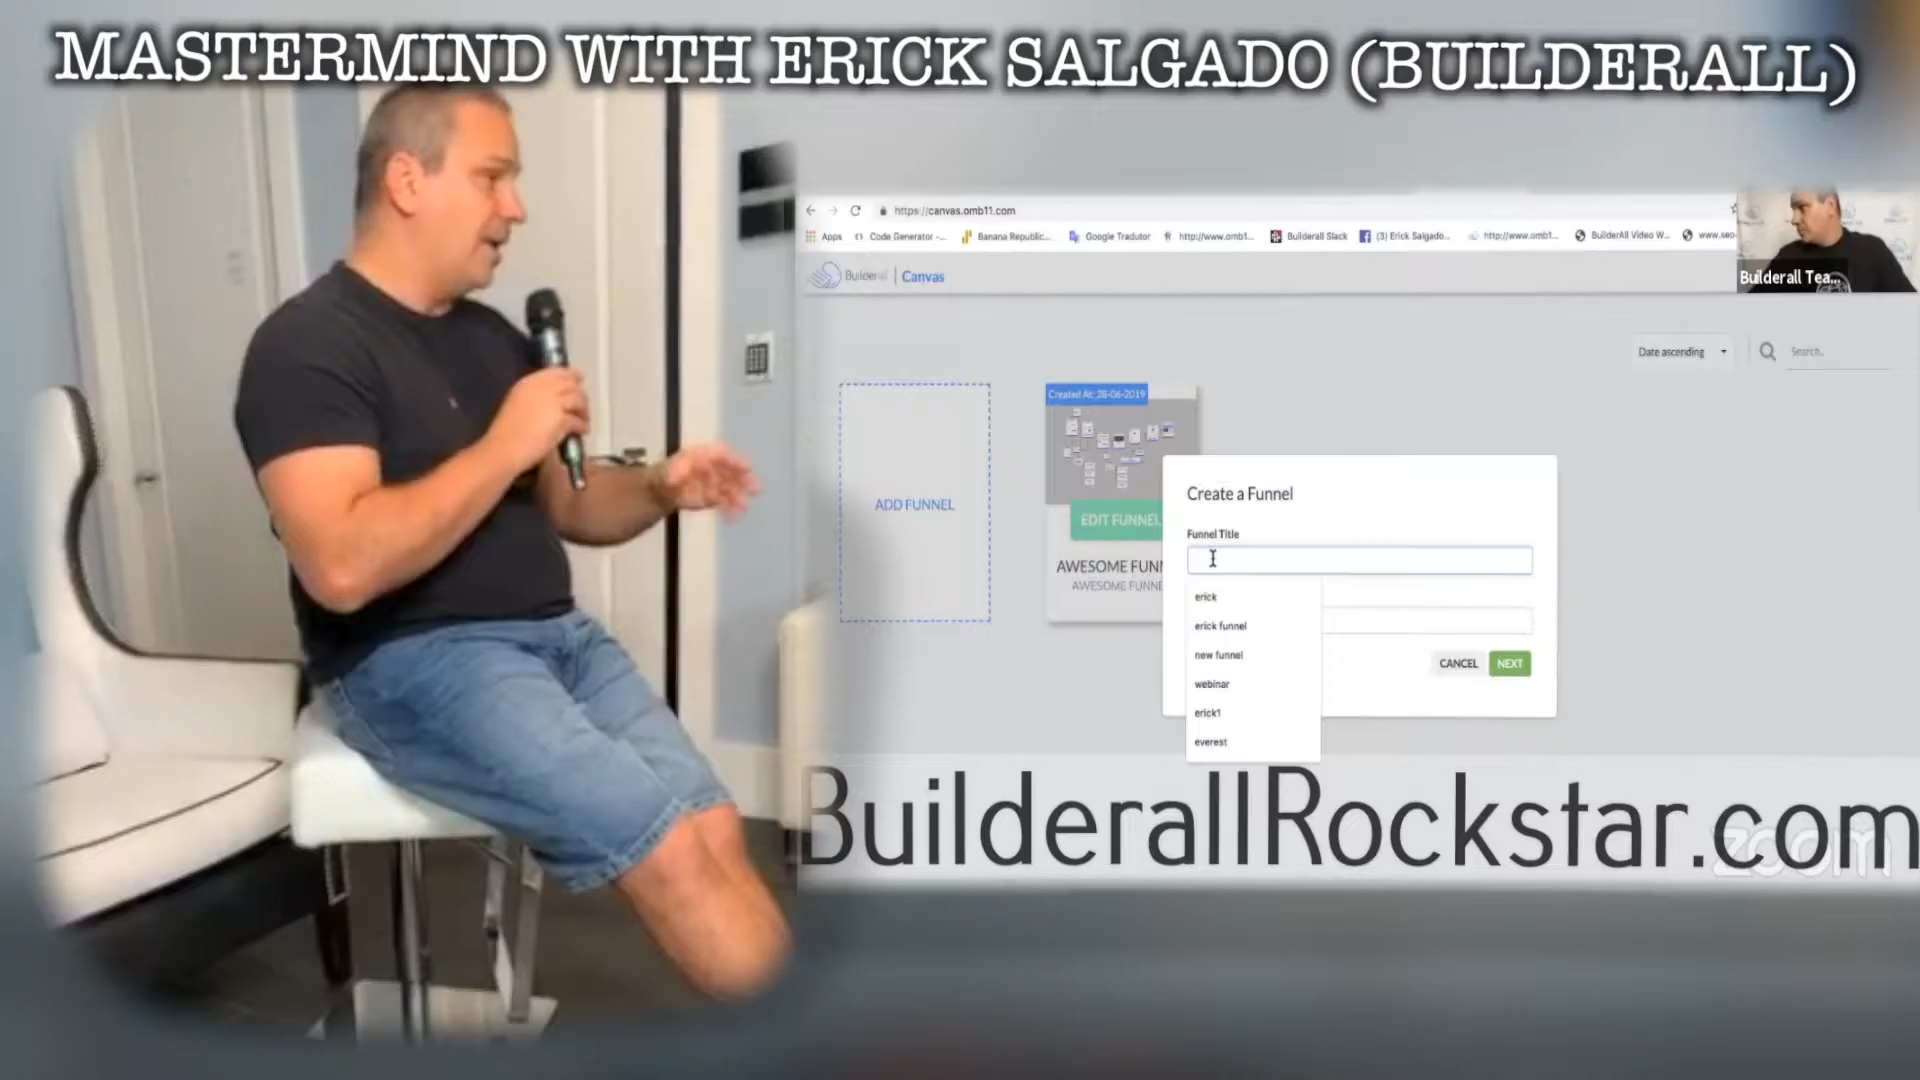 MASTERMIND WITH ERICK SALGADO (BUILDERALL)
https://canvas.omb11.com
Apps Code Generator -... Banana Republic... Google Tradutor http://www.omb1... Builderall Slack (3) Erick Salgado... http://www.omb1... BuilderAll Video W... www.seo
Builderall Canvas
Builderall Tea...
Date ascending
Search..
Created At: 28-06-2019
ADD FUNNEL
EDIT FUNNEL
AWESOME FUN
AWESOME FUNNE
Create a Funnel
Funnel Title
erick
erick funnel
new funnel
webinar
erick1
everest
CANCEL NEXT
BuilderallRockstar.com
zoom